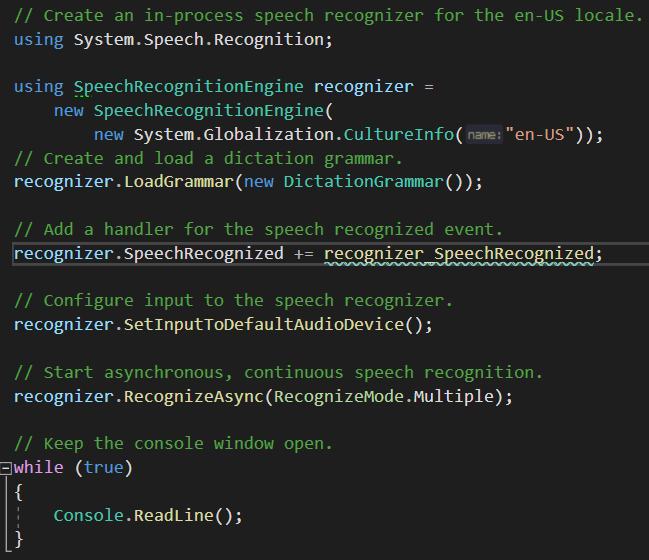 // Create an in-process speech recognizer for the en-US locale.
using System.Speech.Recognition;
using SpeechRecognitionEngine recognizer =
new SpeechRecognitionEngine(
new System.Globalization.CultureInfo(name:"en-US"));
// Create and load a dictation grammar.
recognizer.LoadGrammar(new DictationGrammar());
// Add a handler for the speech recognized event.
recognizer.SpeechRecognized += recognizer_SpeechRecognized;
// Configure input to the speech recognizer.
recognizer.SetInputToDefaultAudioDevice();
// Start asynchronous, continuous speech recognition.
recognizer.RecognizeAsync(RecognizeMode.Multiple);
// Keep the console window open.
while (true)
{
Console.ReadLine();
}